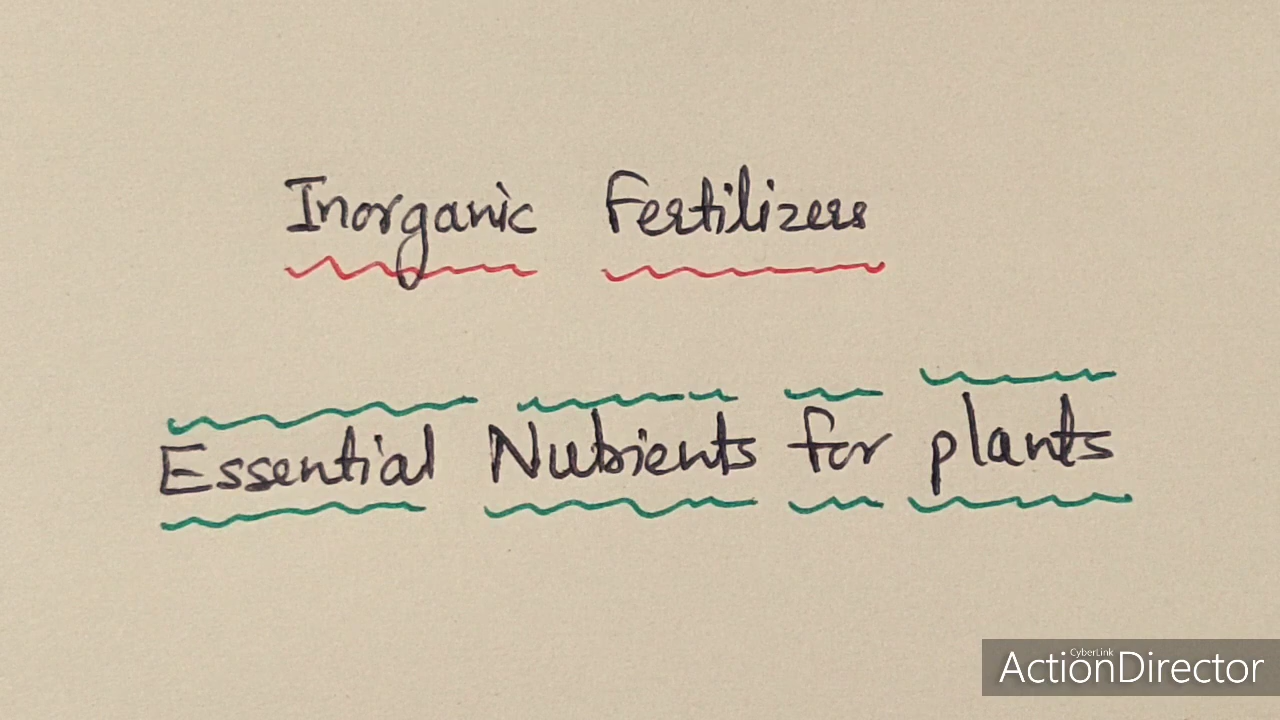 Inorganic Fertilizers
Essential Nutrients for plants
CyberLink
ActionDirector